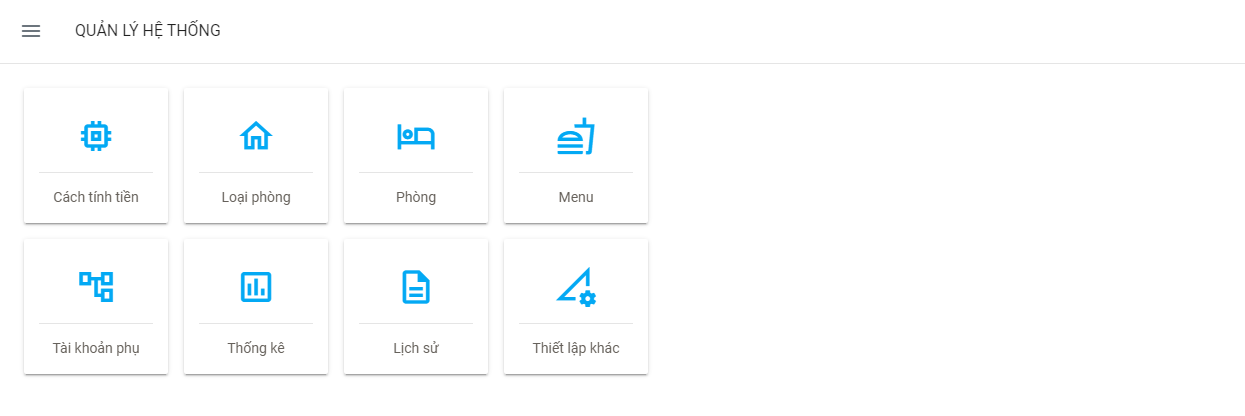 QUẢN LÝ HỆ THỐNG
Cách tính tiền
Loại phòng
Phòng
Menu
Tài khoản phụ
Thống kê
Lịch sử
Thiết lập khác